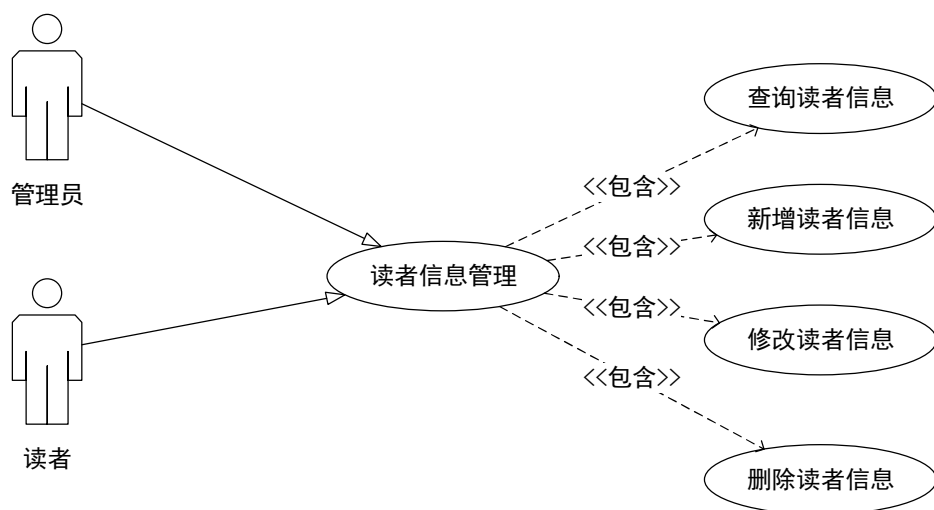 管理员
读者
读者信息管理
<<包含>>
<<包含>>
<<包含>>
<<包含>>
查询读者信息
新增读者信息
修改读者信息
删除读者信息